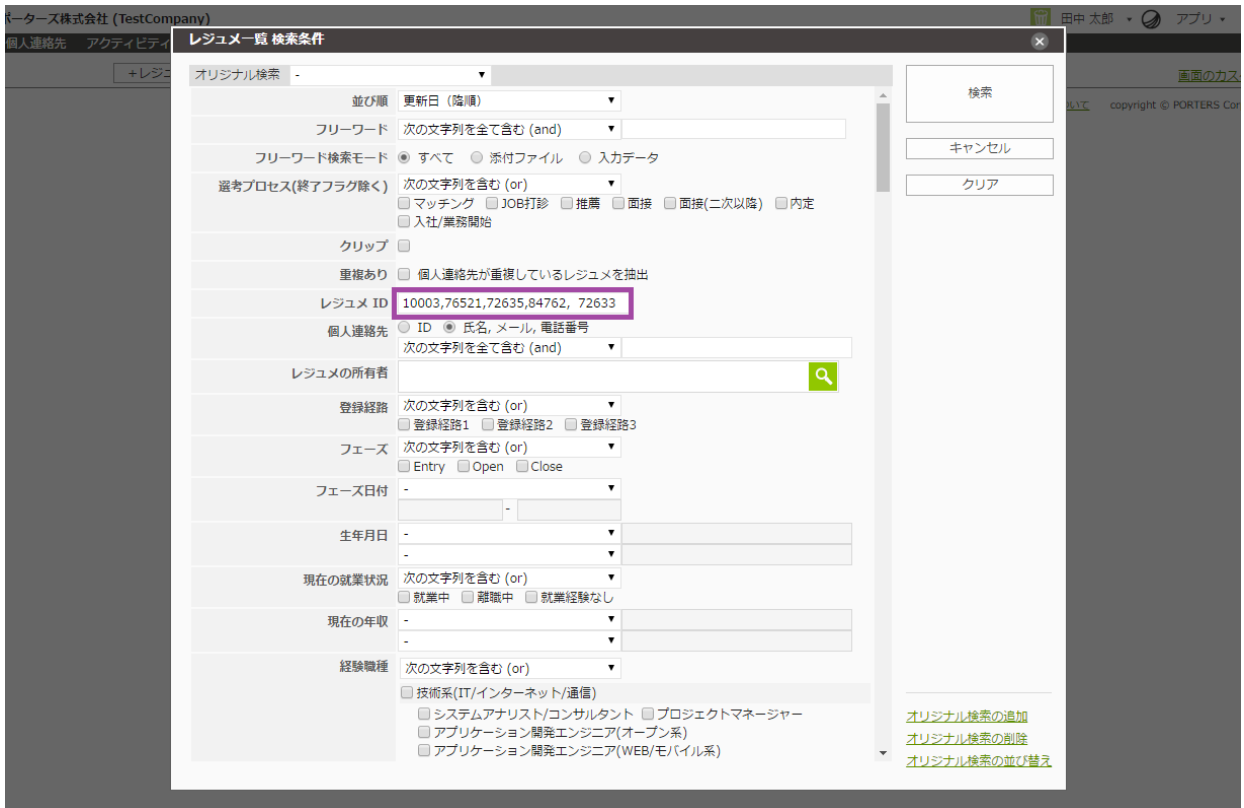 ポーターズ株式会社 (TestCompany)
田中 太郎 アプリ
個人連絡先 アクティビティ
レジュメ一覧 検索条件
+レジュ
画面のカス
ついて copyright © PORTERS Cor
オリジナル検索 -
並び順 更新日（降順）
フリーワード 次の文字列を全て含む (and)
フリーワード検索モード すべて 添付ファイル 入力データ
選考プロセス(終了フラグ除く) 次の文字列を含む (or)
マッチング JOB打診 推薦 面接 面接(二次以降) 内定
入社/業務開始
クリップ
重複あり 個人連絡先が重複しているレジュメを抽出
レジュメ ID 10003,76521,72635,84762, 72633
個人連絡先 ID 氏名, メール, 電話番号
次の文字列を全て含む (and)
レジュメの所有者
登録経路 次の文字列を含む (or)
登録経路1 登録経路2 登録経路3
フェーズ 次の文字列を含む (or)
Entry Open Close
フェーズ日付 -
-
生年月日 -
-
現在の就業状況 次の文字列を含む (or)
就業中 離職中 就業経験なし
現在の年収 -
-
経験職種 次の文字列を含む (or)
技術系(IT/インターネット/通信)
システムアナリスト/コンサルタント プロジェクトマネージャー
アプリケーション開発エンジニア(オープン系)
アプリケーション開発エンジニア(WEB/モバイル系)
検索
キャンセル
クリア
オリジナル検索の追加
オリジナル検索の削除
オリジナル検索の並び替え